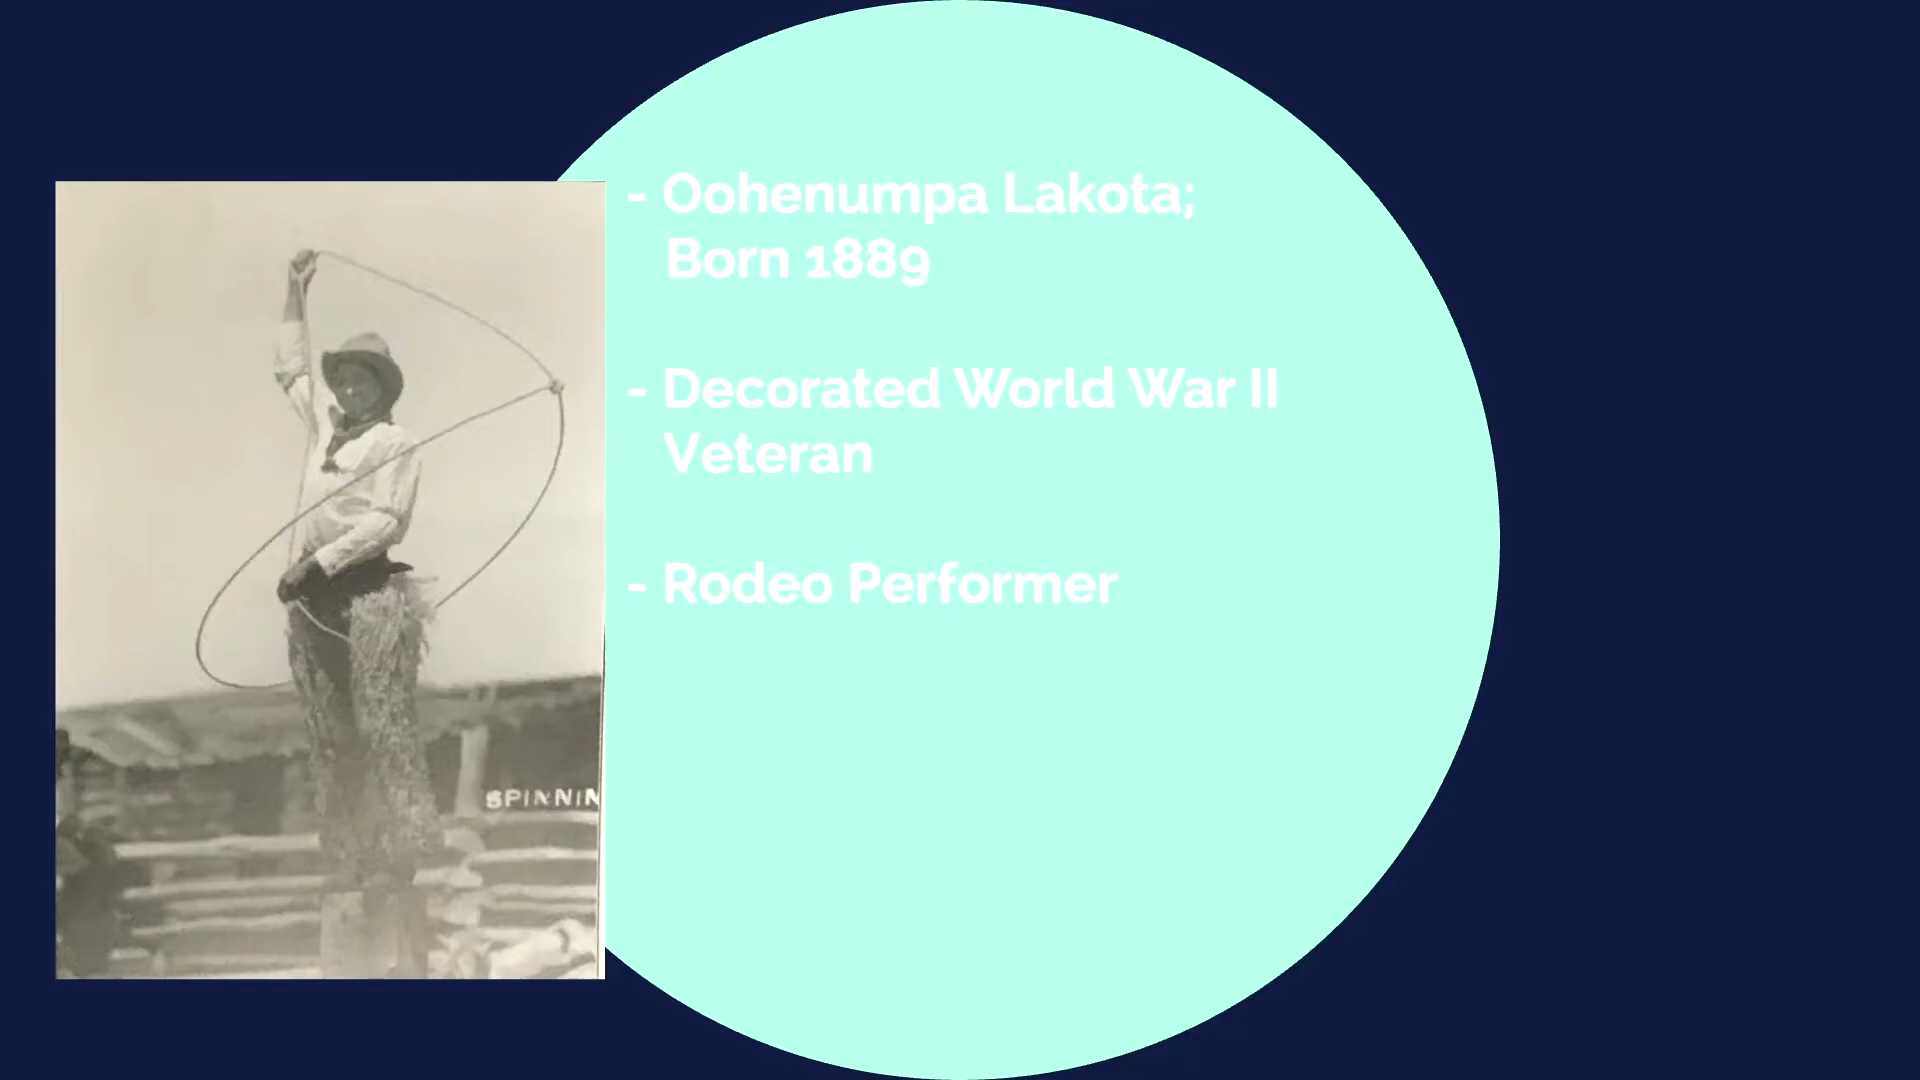 - Oohenumpa Lakota;
Born 1889
- Decorated World War II
Veteran
- Rodeo Performer
SPINNIN